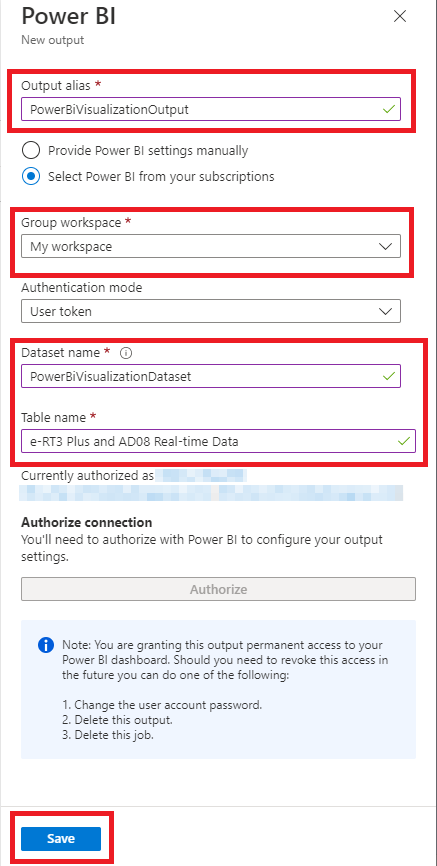 Power BI
New output
Output alias *
PowerBiVisualizationOutput
Provide Power BI settings manually
Select Power BI from your subscriptions
Group workspace *
My workspace
Authentication mode
User token
Dataset name *
PowerBiVisualizationDataset
Table name *
e-RT3 Plus and AD08 Real-time Data
Currently authorized as
Authorize connection
You'll need to authorize with Power BI to configure your output
settings.
Authorize
Note: You are granting this output permanent access to your
Power BI dashboard. Should you need to revoke this access in
the future you can do one of the following:
1. Change the user account password.
2. Delete this output.
3. Delete this job.
Save